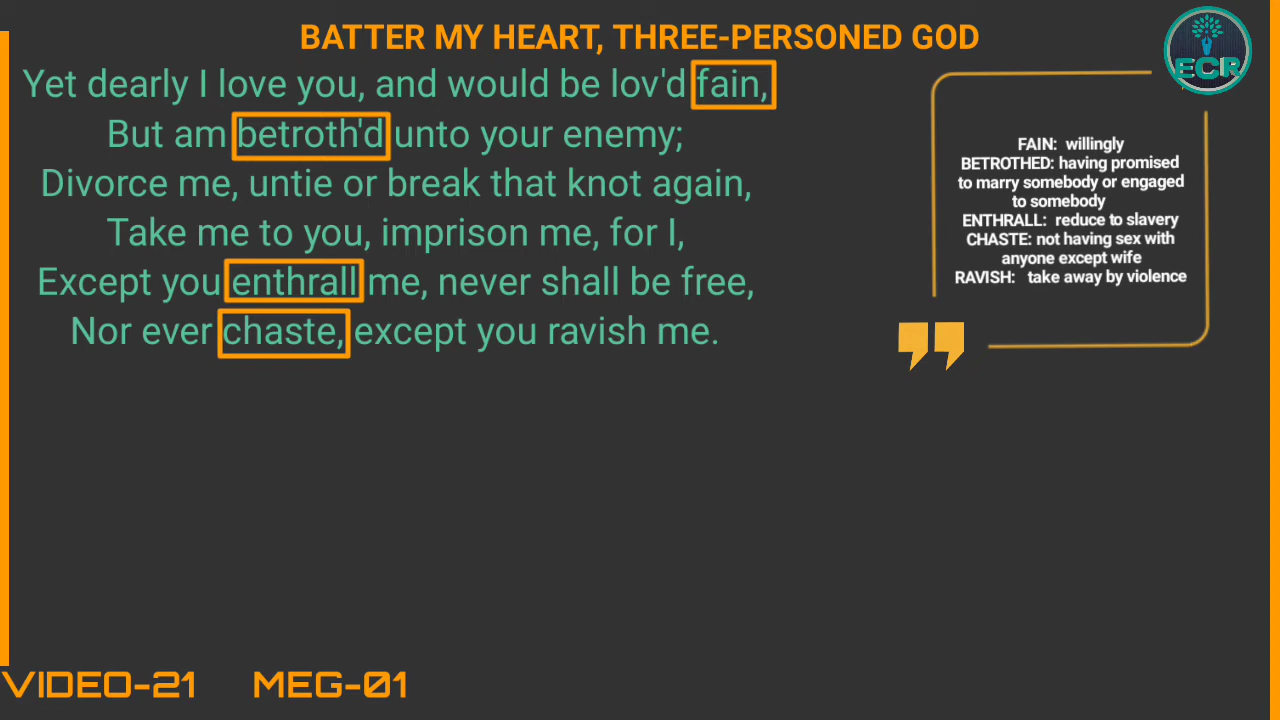 BATTER MY HEART, THREE-PERSONED GOD
ECR
Yet dearly I love you, and would be lov'd fain,
But am betroth'd unto your enemy;
Divorce me, untie or break that knot again,
Take me to you, imprison me, for I,
Except you enthrall me, never shall be free,
Nor ever chaste, except you ravish me.
FAIN: willingly
BETROTHED: having promised
to marry somebody or engaged
to somebody
ENTHRALL: reduce to slavery
CHASTE: not having sex with
anyone except wife
RAVISH: take away by violence
VIDEO-21 MEG-01